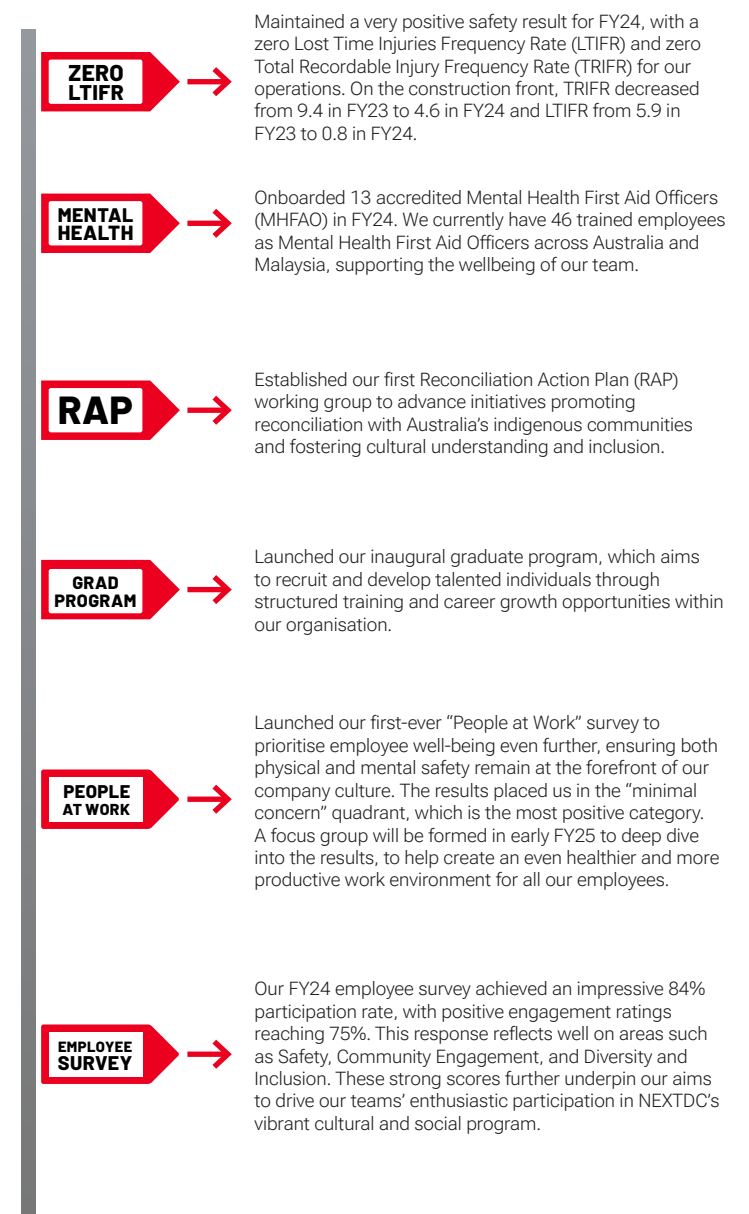 ZERO
LTIFR
Maintained a very positive safety result for FY24, with a
zero Lost Time Injuries Frequency Rate (LTIFR) and zero
Total Recordable Injury Frequency Rate (TRIFR) for our
operations. On the construction front, TRIFR decreased
from 9.4 in FY23 to 4.6 in FY24 and LTIFR from 5.9 in
FY23 to 0.8 in FY24.
MENTAL
HEALTH
Onboarded 13 accredited Mental Health First Aid Officers
(MHFAO) in FY24. We currently have 46 trained employees
as Mental Health First Aid Officers across Australia and
Malaysia, supporting the wellbeing of our team.
RAP
Established our first Reconciliation Action Plan (RAP)
working group to advance initiatives promoting
reconciliation with Australia's indigenous communities
and fostering cultural understanding and inclusion.
GRAD
PROGRAM
Launched our inaugural graduate program, which aims
to recruit and develop talented individuals through
structured training and career growth opportunities within
our organisation.
PEOPLE
AT WORK
Launched our first-ever “People at Work” survey to
prioritise employee well-being even further, ensuring both
physical and mental safety remain at the forefront of our
company culture. The results placed us in the “minimal
concern” quadrant, which is the most positive category.
A focus group will be formed in early FY25 to deep dive
into the results, to help create an even healthier and more
productive work environment for all our employees.
EMPLOYEE
SURVEY
Our FY24 employee survey achieved an impressive 84%
participation rate, with positive engagement ratings
reaching 75%. This response reflects well on areas such
as Safety, Community Engagement, and Diversity and
Inclusion. These strong scores further underpin our aims
to drive our teams' enthusiastic participation in NEXTDC's
vibrant cultural and social program.